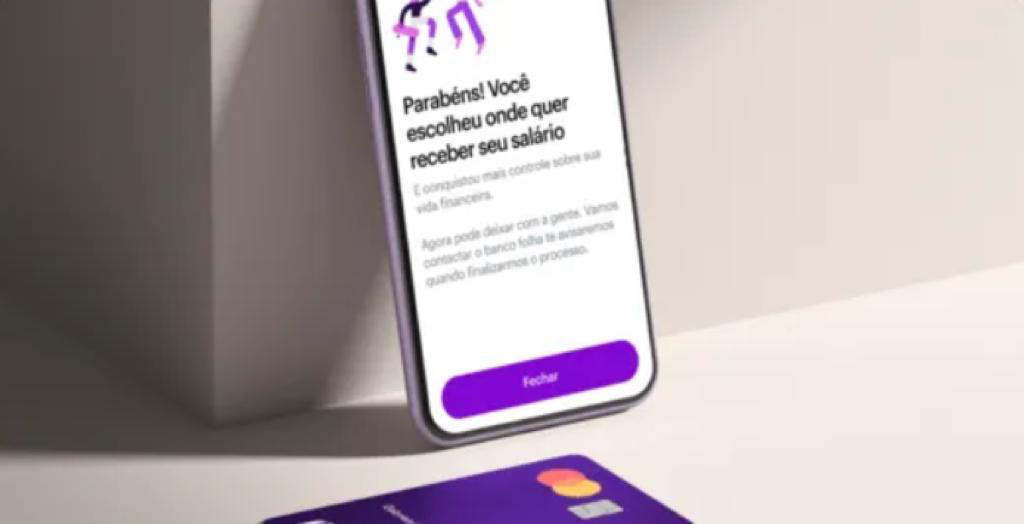 Parabéns! Você
escolheu onde quer
receber seu salário
E conquistou mais controle sobre sua
vida financeira.
Agora pode deixar com a gente. Vamos
contactar o banco folha te avisaremos
quando finalizarmos o processo.
Fechar